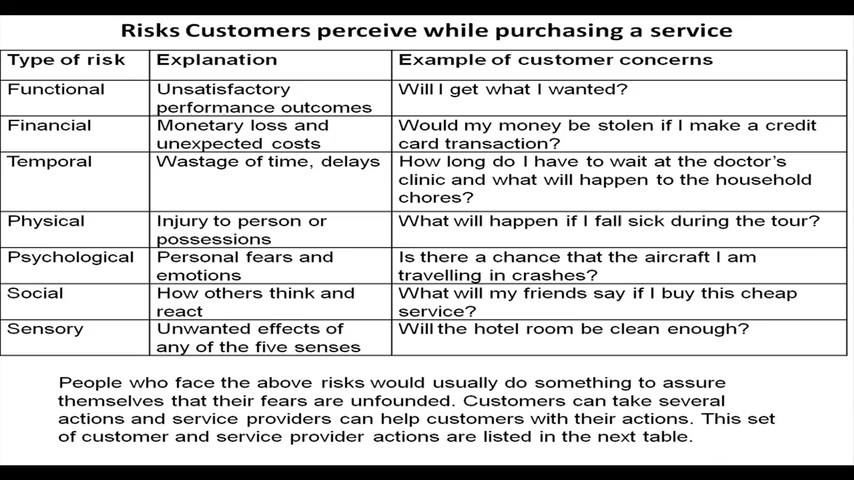 Risks Customers perceive while purchasing a service
Type of risk Explanation Example of customer concerns
Functional Unsatisfactory Will I get what I wanted?
performance outcomes
Financial Monetary loss and Would my money be stolen if I make a credit
unexpected costs card transaction?
Temporal Wastage of time, delays How long do I have to wait at the doctor's
clinic and what will happen to the household
chores?
Physical Injury to person or What will happen if I fall sick during the tour?
possessions
Psychological Personal fears and Is there a chance that the aircraft I am
emotions travelling in crashes?
Social How others think and What will my friends say if I buy this cheap
react service?
Sensory Unwanted effects of Will the hotel room be clean enough?
any of the five senses
People who face the above risks would usually do something to assure
themselves that their fears are unfounded. Customers can take several
actions and service providers can help customers with their actions. This set
of customer and service provider actions are listed in the next table.